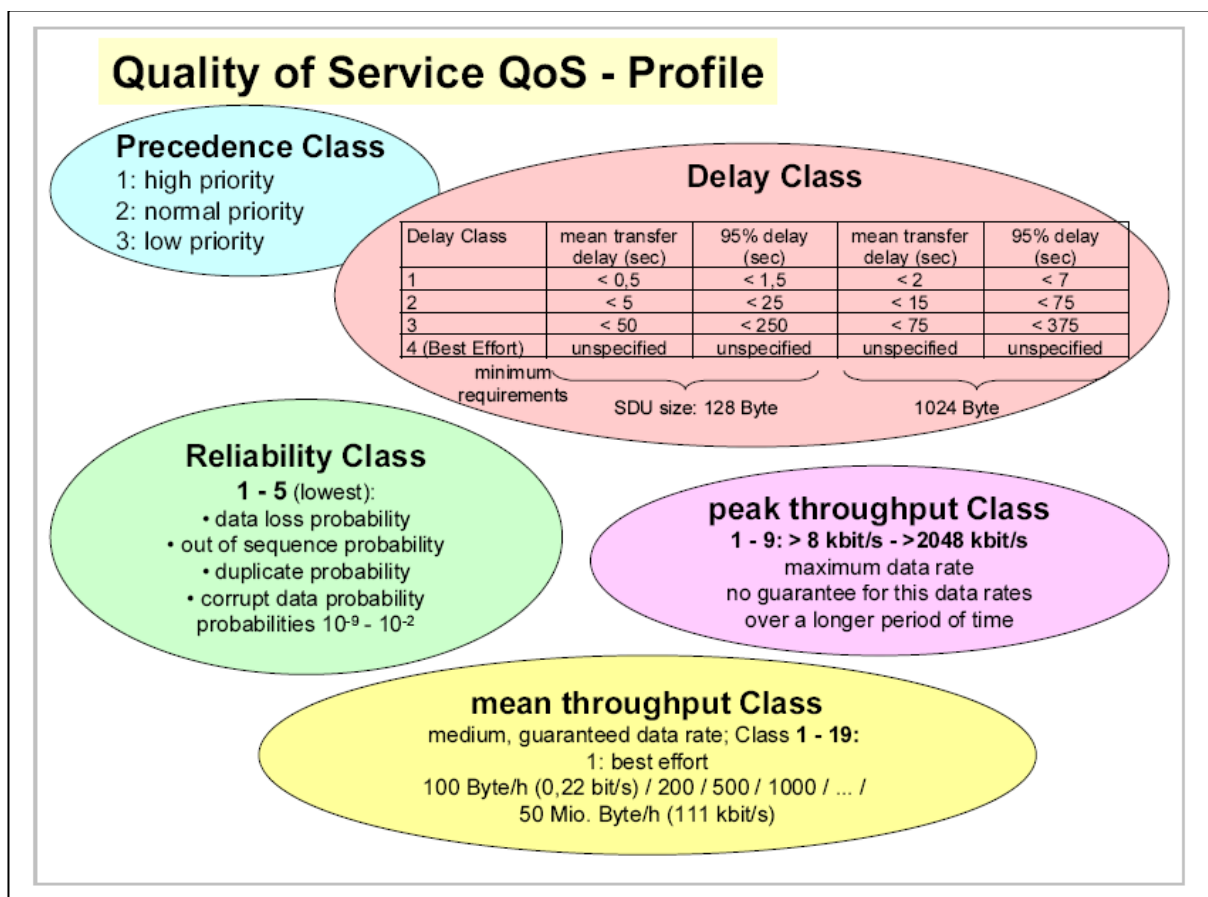 Quality of Service QoS - Profile
Precedence Class
1: high priority
2: normal priority
3: low priority
Delay Class
Delay Class mean transfer delay (sec) 95% delay (sec) mean transfer delay (sec) 95% delay (sec)
1 < 0,5 < 1,5 < 2 < 7
2 < 5 < 25 < 15 < 75
3 < 50 < 250 < 75 < 375
4 (Best Effort) unspecified unspecified unspecified unspecified
minimum
requirements
SDU size: 128 Byte 1024 Byte
Reliability Class
1 - 5 (lowest):
• data loss probability
• out of sequence probability
• duplicate probability
• corrupt data probability
probabilities 10⁻⁹ - 10⁻²
peak throughput Class
1 - 9: > 8 kbit/s - >2048 kbit/s
maximum data rate
no guarantee for this data rates
over a longer period of time
mean throughput Class
medium, guaranteed data rate; Class 1 - 19:
1: best effort
100 Byte/h (0,22 bit/s) / 200 / 500 / 1000 / ... /
50 Mio. Byte/h (111 kbit/s)